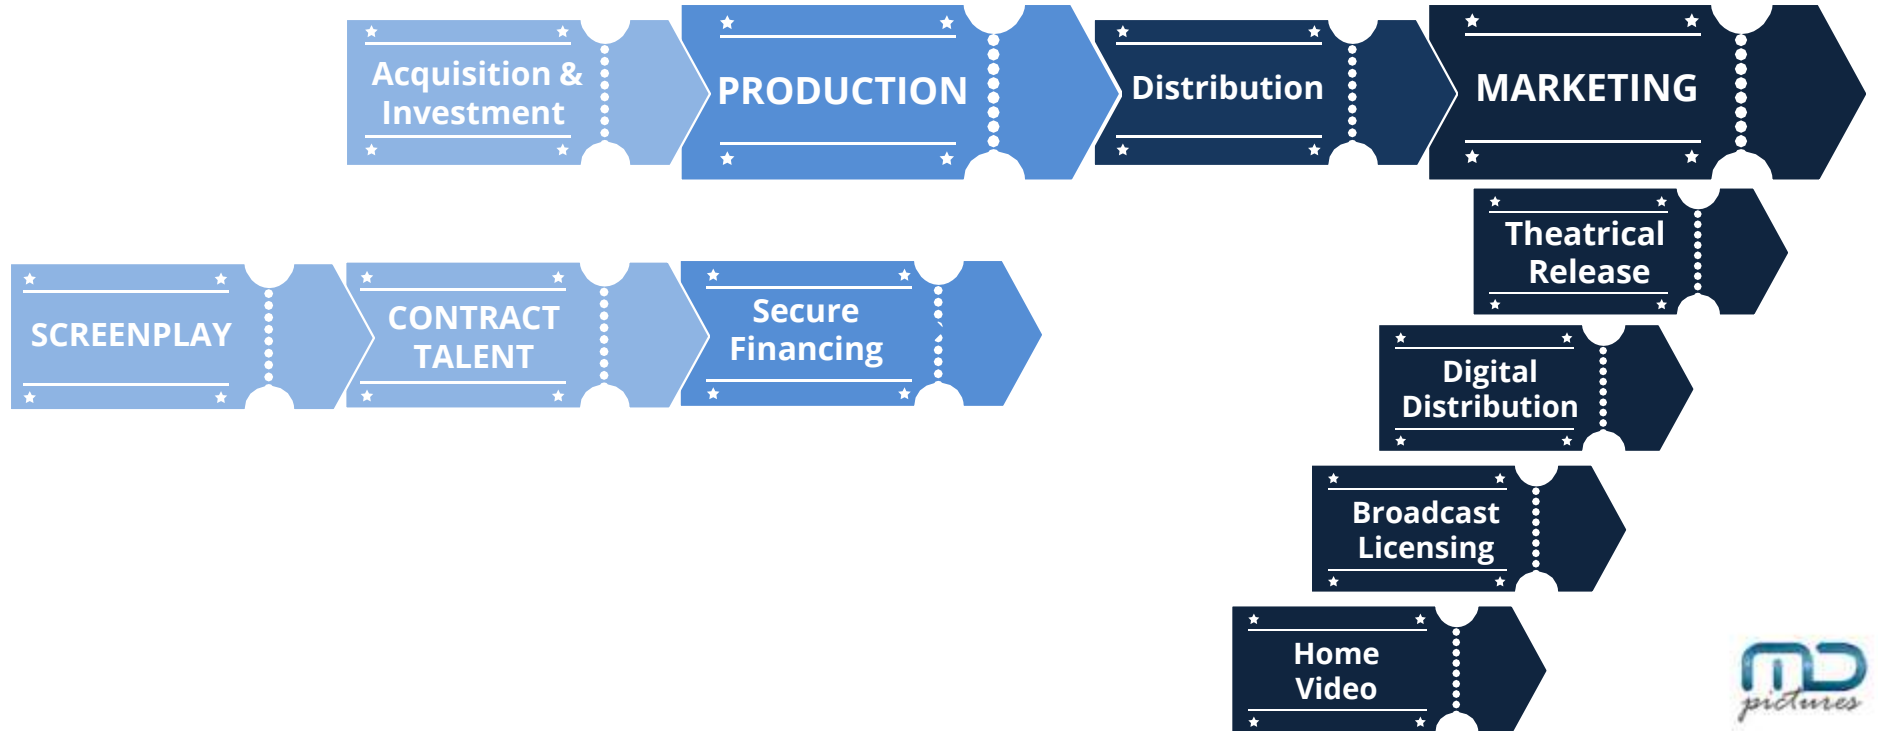 Acquisition &
Investment
PRODUCTION
Distribution
MARKETING
Theatrical
Release
SCREENPLAY
CONTRACT
TALENT
Secure
Financing
Digital
Distribution
Broadcast
Licensing
Home
Video
MD
pictures